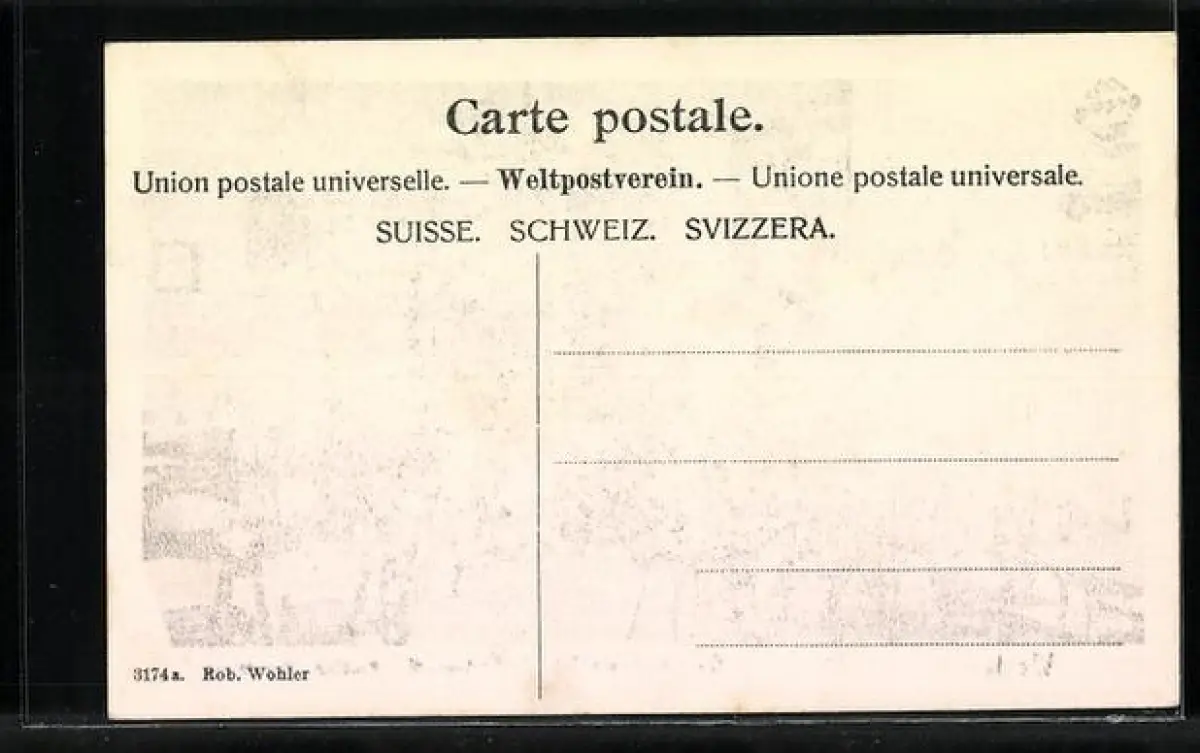 Carte postale.
Union postale universelle. — Weltpostverein. — Unione postale universale.
SUISSE. SCHWEIZ. SVIZZERA.
3174a. Rob. Wohler